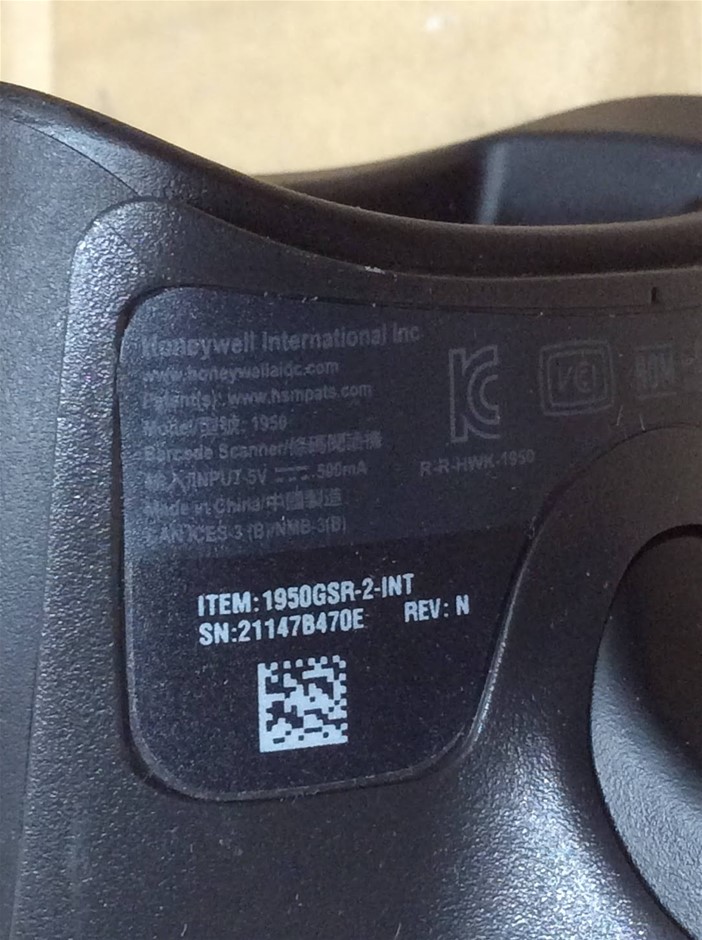 Honeywell International Inc
www.honeywellaidc.com
Patent(s): www.hsmpats.com
Model/型號: 1950
Barcode Scanner/條碼閱讀機
輸入/INPUT 5V 500mA
Made in China/中國製造
CAN ICES-3 (B)/NMB-3(B)
R-R-HWK-1950
VCI
ITEM:1950GSR-2-INT
SN:21147B470E REV: N